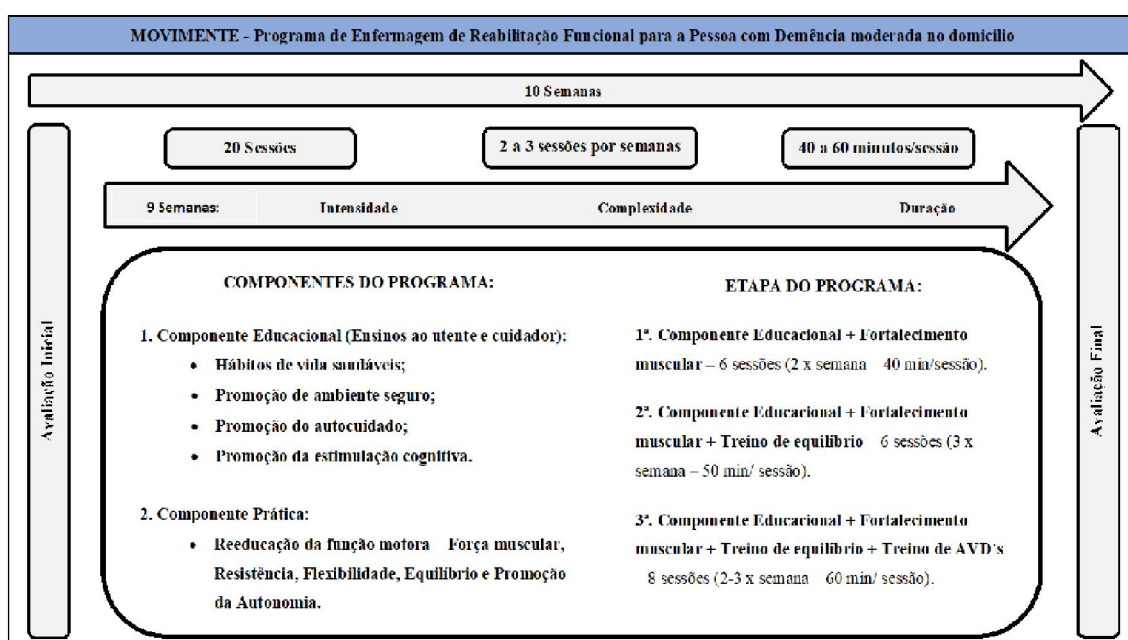 MOVIMENTE - Programa de Enfermagem de Reabilitação Funcional para a Pessoa com Demência moderada no domicílio
10 Semanas
20 Sessões
2 a 3 sessões por semanas
40 a 60 minutos/sessão
9 Semanas:
Intensidade
Complexidade
Duração
Avaliação Inicial
COMPONENTES DO PROGRAMA:
1. Componente Educacional (Ensinos ao utente e cuidador):
• Hábitos de vida saudáveis;
• Promoção de ambiente seguro;
• Promoção do autocuidado;
• Promoção da estimulação cognitiva.
2. Componente Prática:
• Reeducação da função motora Força muscular,
Resistência, Flexibilidade, Equilíbrio e Promoção
da Autonomia.
ETAPA DO PROGRAMA:
1ª. Componente Educacional + Fortalecimento
muscular – 6 sessões (2 x semana 40 min/sessão).
2ª. Componente Educacional + Fortalecimento
muscular + Treino de equilíbrio 6 sessões (3 x
semana – 50 min/ sessão).
3ª. Componente Educacional + Fortalecimento
muscular + Treino de equilíbrio + Treino de AVD's
8 sessões (2-3 x semana 60 min/ sessão).
Avaliação Final